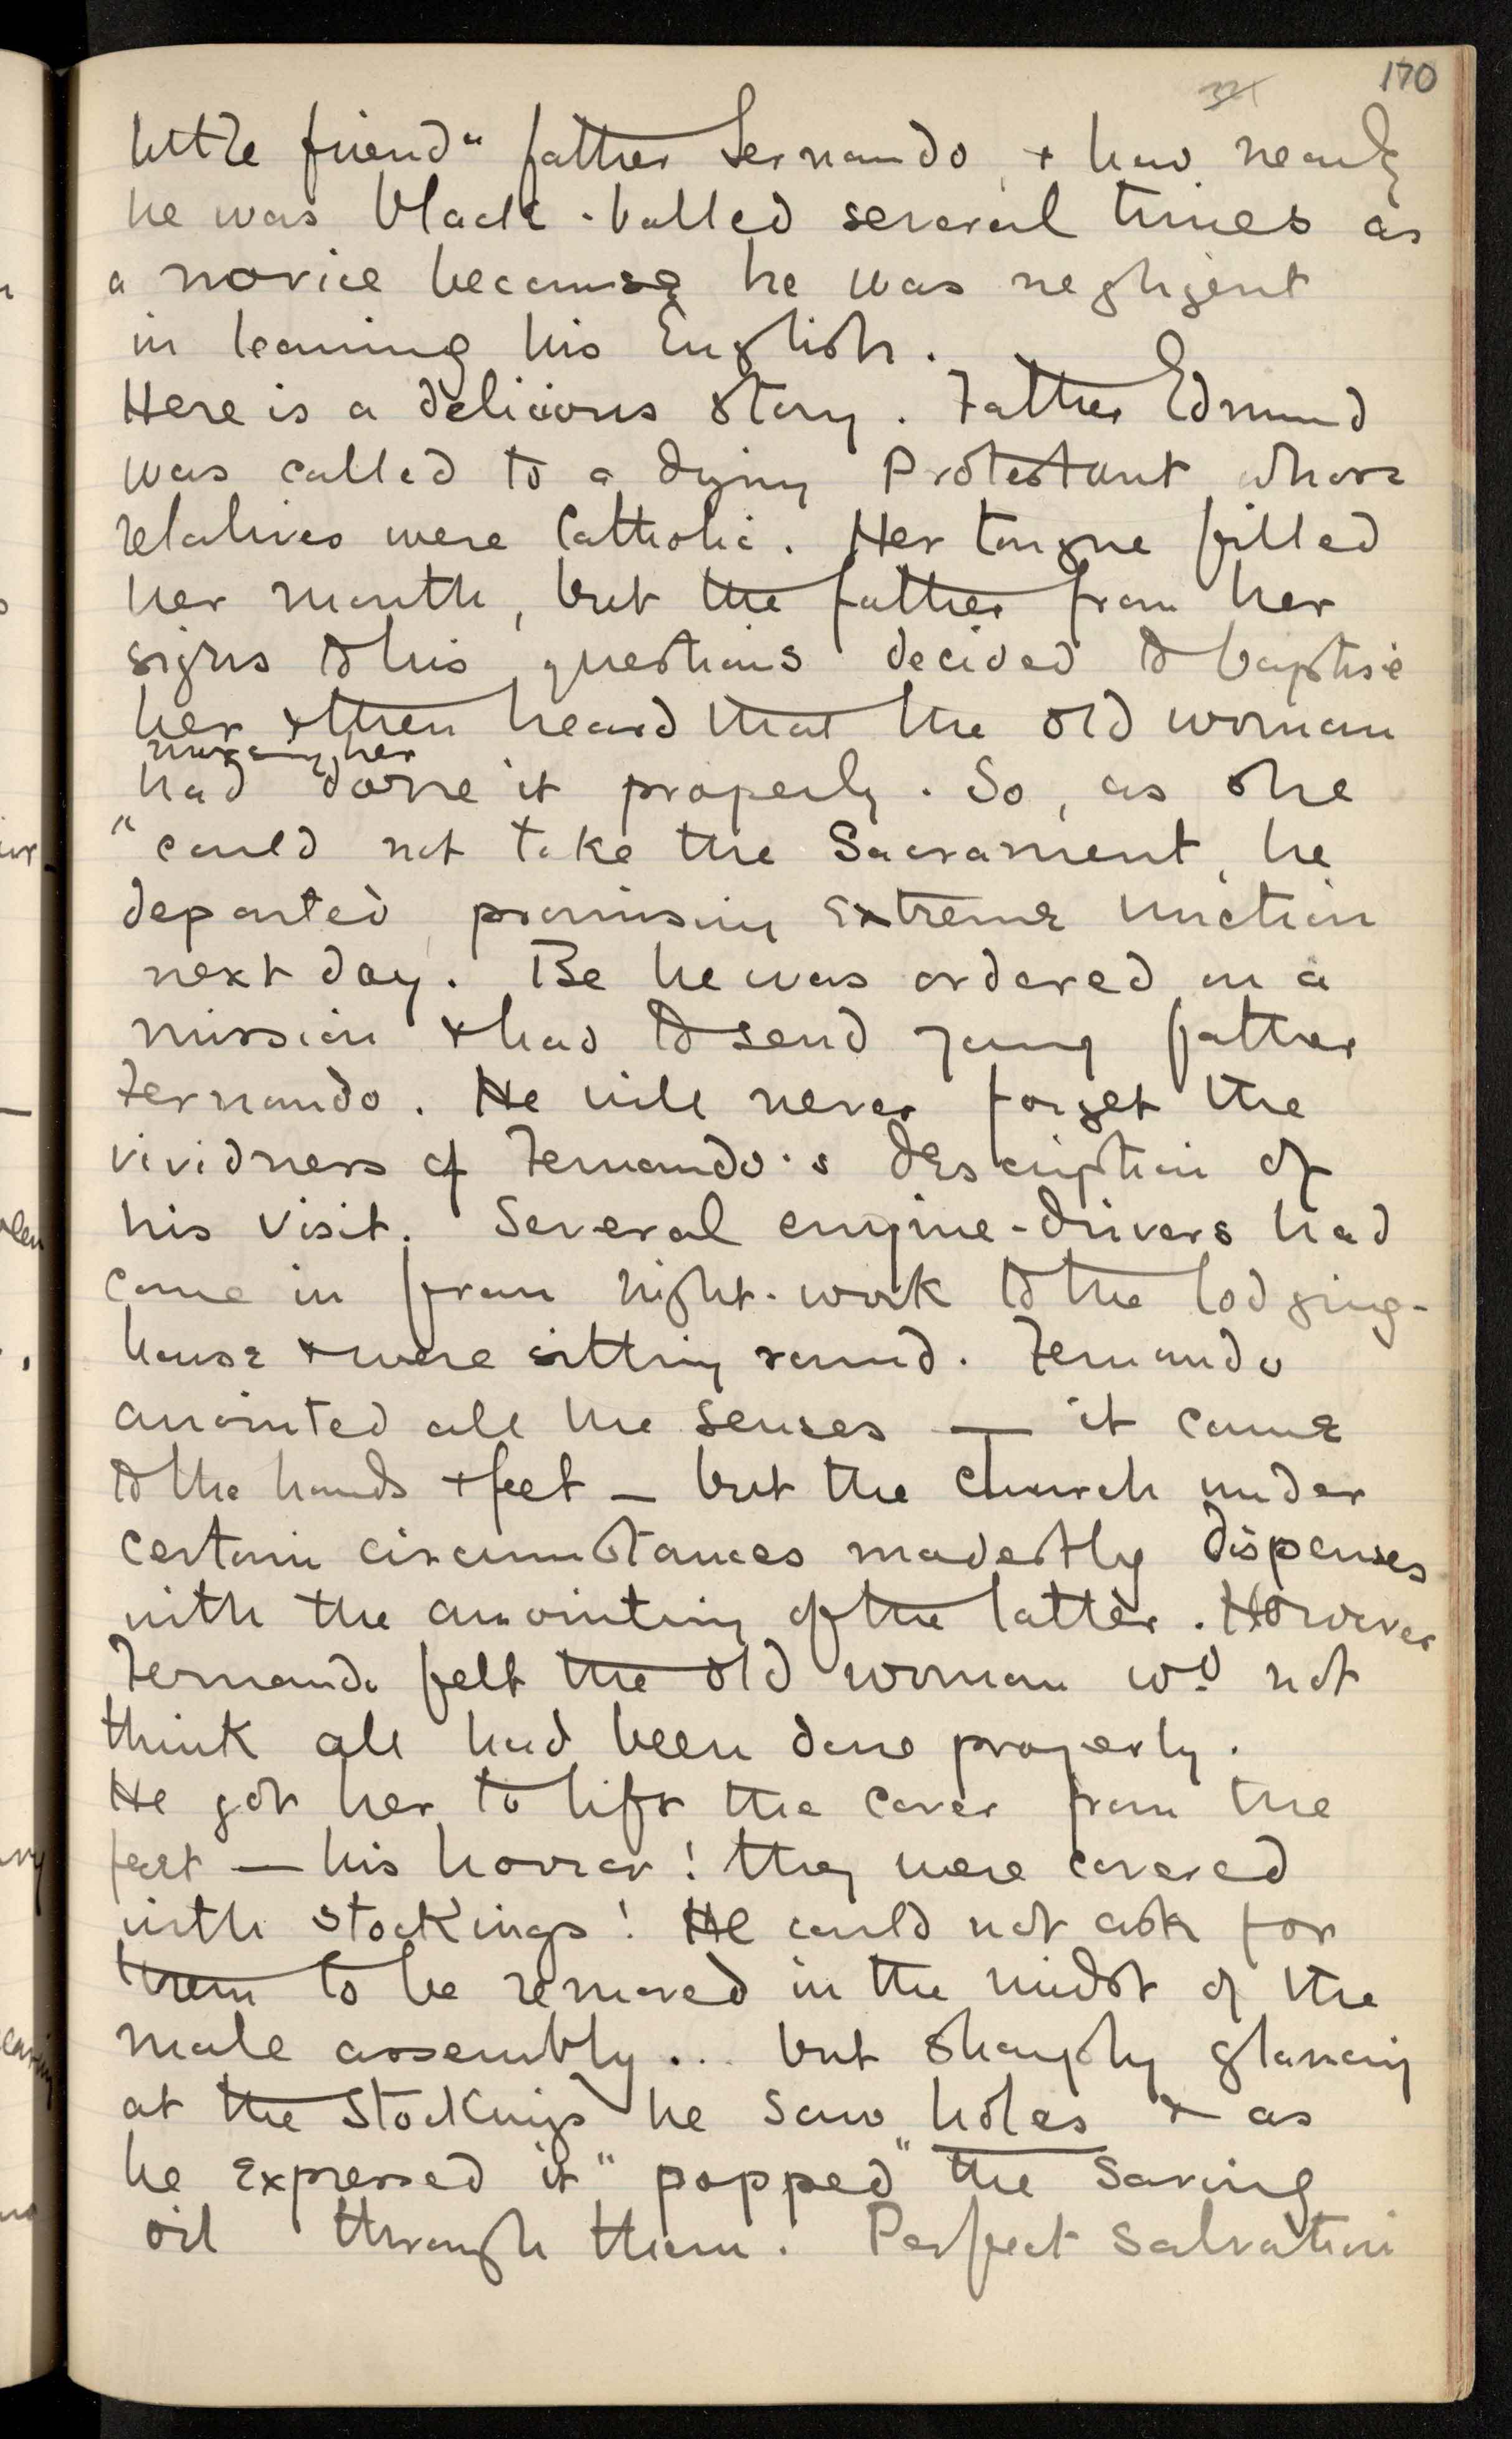 170
little friend" father Fernando, & how nearly
he was black-balled several times as
a novice because he was negligent
in learning his English.
Here is a delicious story. Father Edmund
was called to a dying Protestant whose
relatives were Catholic. Her tongue filled
her mouth, but the father from her
signs to his questions decided to baptise
her & then heard that the old woman
nursing her
had done it properly. So, as she
"could not take the Sacrament, he
departed, promising extreme unction
next day. Be he was ordered on a
mission & had to send young father
Fernando. He will never forget the
vividness of Fernando's description of
his visit. Several engine-drivers had
come in from night-work to the lodging-
house & were sitting round. Fernando
anointed all the senses — it came
to the hands & feet — but the Church under
certain circumstances modestly dispenses
with the anointing of the latter. However
Fernando felt the old woman wd not
think all had been done properly.
He got her to lift the cover from the
feet — his horror! they were covered
with stockings! He could not ask for
them to be removed in the midst of the
male assembly... but sharply glancing
at the stockings he saw holes & as
he expressed it "popped" the saving
oil through them. Perfect salvation